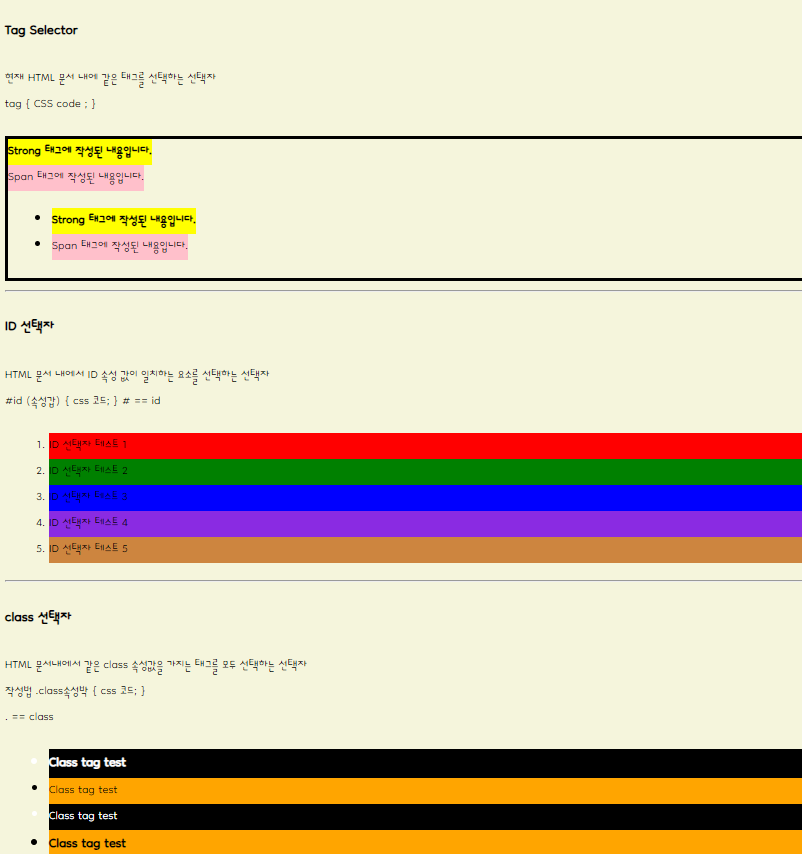 Tag Selector
현재 HTML 문서 내에 같은 태그를 선택하는 선택자
tag { CSS code ; }
Strong 태그에 작성된 내용입니다.
Span 태그에 작성된 내용입니다.
Strong 태그에 작성된 내용입니다.
Span 태그에 작성된 내용입니다.
ID 선택자
HTML 문서 내에서 ID 속성 값이 일치하는 요소를 선택하는 선택자
#id (속성값) { css 코드; } # == id
1. ID 선택자 테스트 1
2. ID 선택자 테스트 2
3. ID 선택자 테스트 3
4. ID 선택자 테스트 4
5. ID 선택자 테스트 5
class 선택자
HTML 문서내에서 같은 class 속성값을 가지는 태그를 모두 선택하는 선택자
작성법 .class속성박 { css 코드; }
. == class
Class tag test
Class tag test
Class tag test
Class tag test